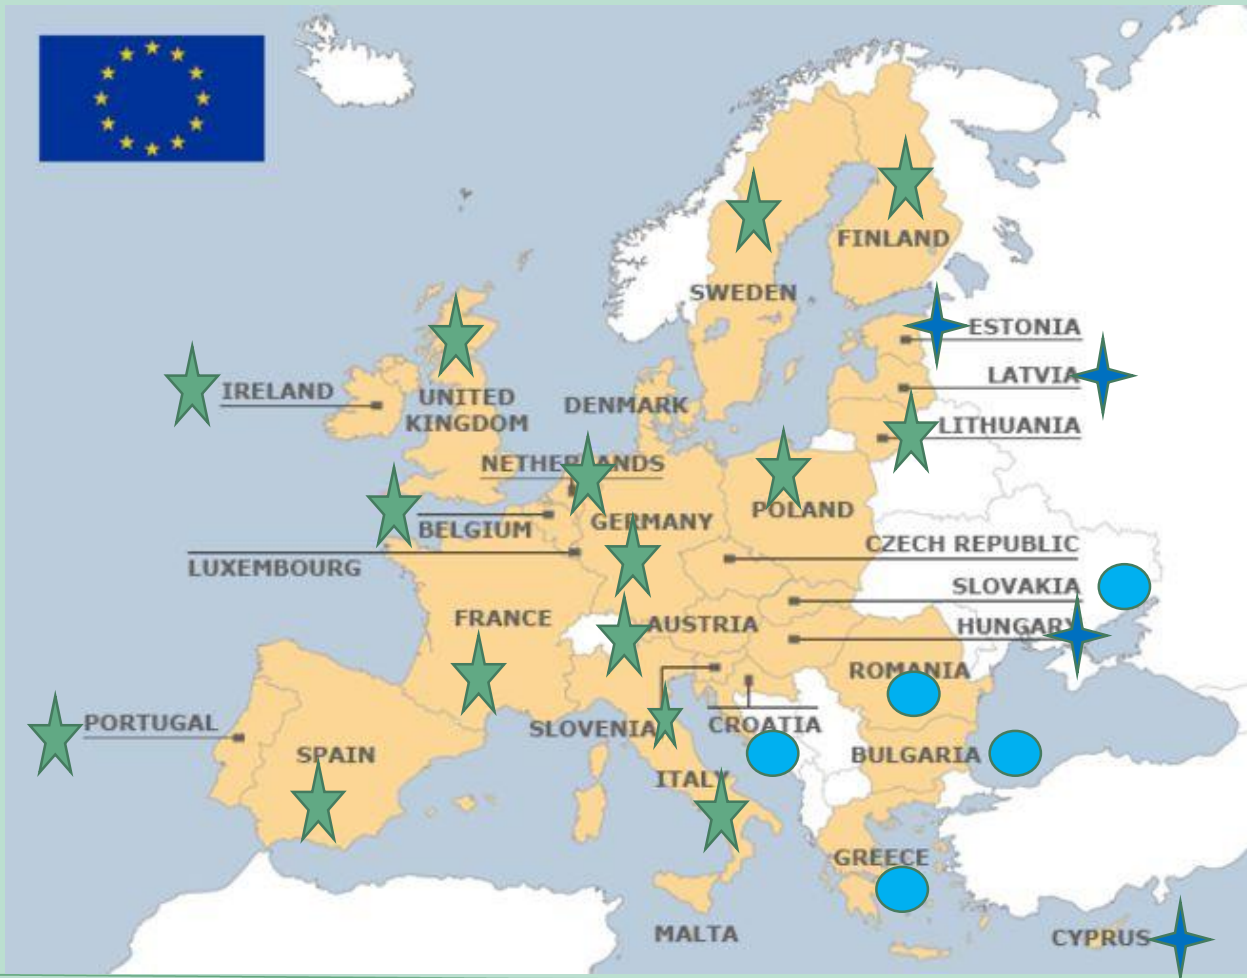 FINLAND
SWEDEN
ESTONIA
LATVIA
IRELAND
UNITED
KINGDOM
DENMARK
LITHUANIA
NETHERLANDS
POLAND
BELGIUM
GERMANY
CZECH REPUBLIC
LUXEMBOURG
SLOVAKIA
FRANCE
AUSTRIA
HUNGARY
ROMANIA
PORTUGAL
SLOVENIA
CROATIA
SPAIN
BULGARIA
ITALY
GREECE
MALTA
CYPRUS